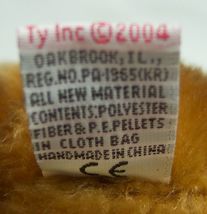 Ty Inc ©2004
OAKBROOK, IL.,
REG.NO.PA-1965(KR)
ALL NEW MATERIAL
CONTENTS:POLYESTER
FIBER & P.E.PELLETS
IN CLOTH BAG
HANDMADE IN CHINA
CE